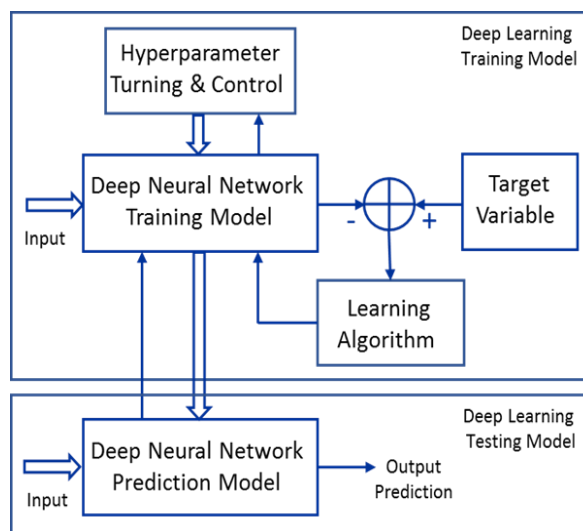 Deep Learning
Training Model
Hyperparameter
Turning & Control
Deep Neural Network
Training Model
Input
-
+
Target
Variable
Learning
Algorithm
Deep Learning
Testing Model
Deep Neural Network
Prediction Model
Input
Output
Prediction